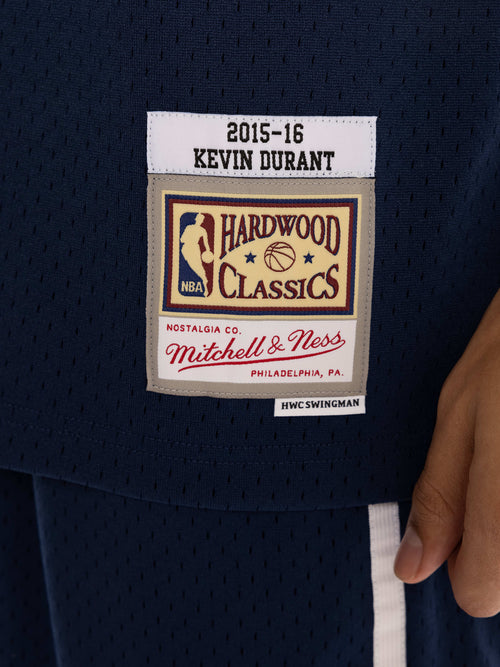 2015-16
KEVIN DURANT
NBA
HARDWOOD
CLASSICS
NOSTALGIA CO.
Mitchell & Ness
PHILADELPHIA, PA.
HWC SWINGMAN